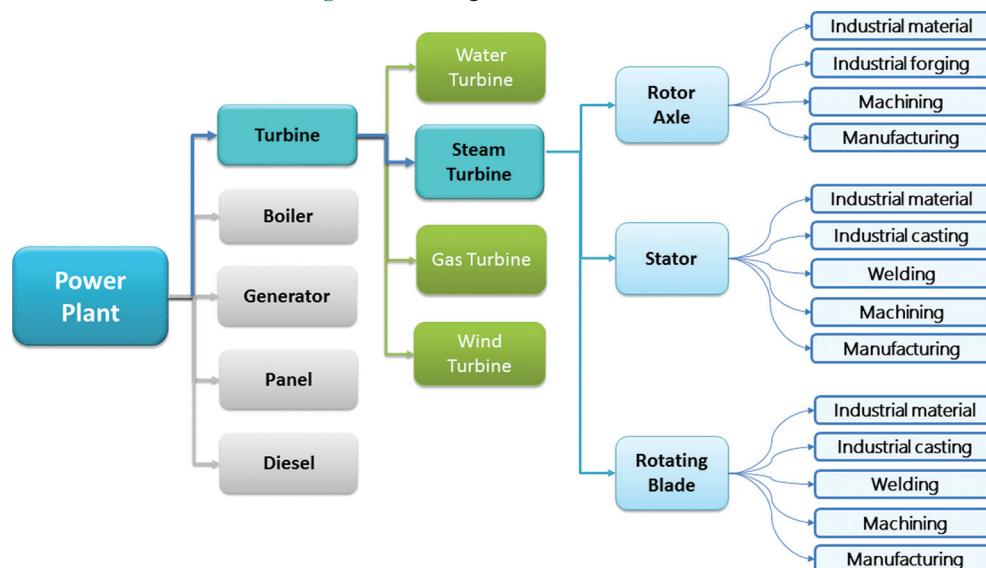 Power
Plant
Turbine
Boiler
Generator
Panel
Diesel
Water
Turbine
Steam
Turbine
Gas Turbine
Wind
Turbine
Rotor
Axle
Industrial material
Industrial forging
Machining
Manufacturing
Stator
Industrial material
Industrial casting
Welding
Machining
Manufacturing
Rotating
Blade
Industrial material
Industrial casting
Welding
Machining
Manufacturing